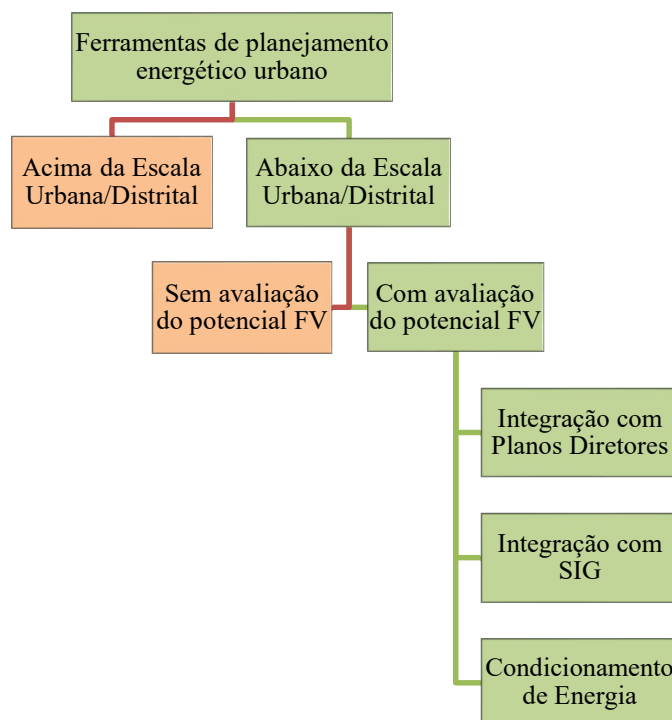 Ferramentas de planejamento
energético urbano
Acima da Escala
Urbana/Distrital
Abaixo da Escala
Urbana/Distrital
Sem avaliação
do potencial FV
Com avaliação
do potencial FV
Integração com
Planos Diretores
Integração com
SIG
Condicionamento
de Energia